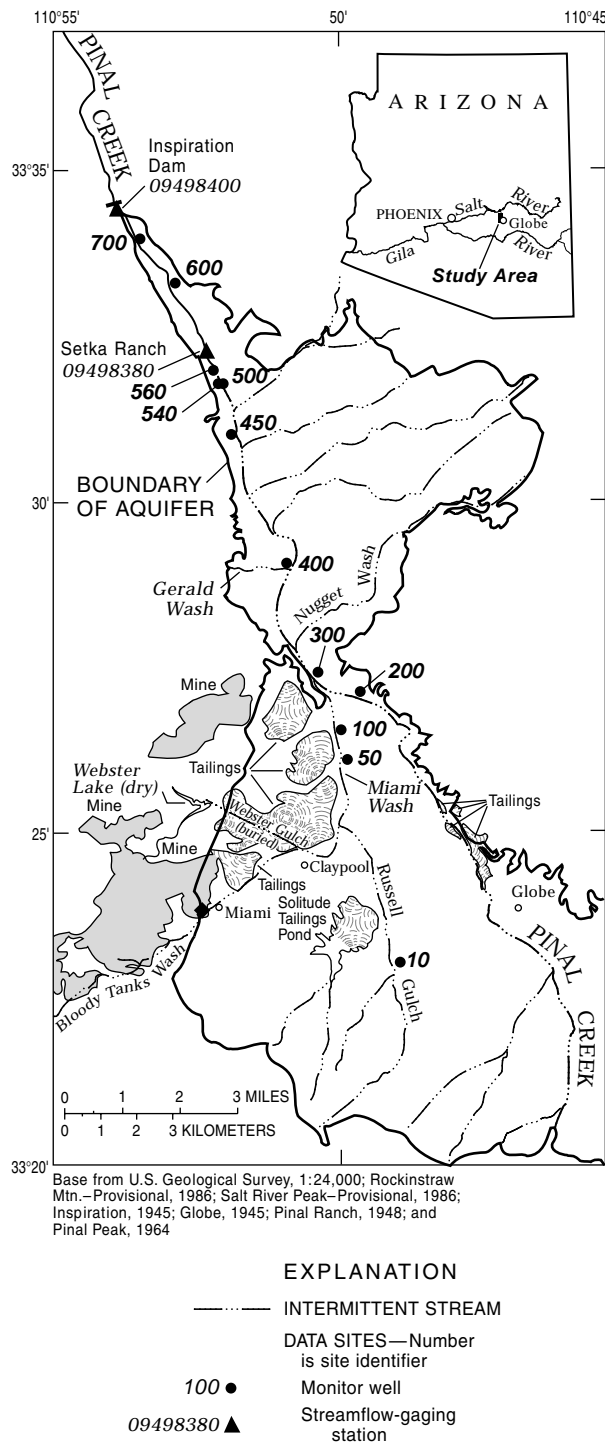 110°55'
50'
110°45'
PINAL
CREEK
Inspiration
Dam
09498400
33°35'
700
600
ARIZONA
PHOENIX
Salt
River
Globe
Gila
River
Study Area
Setka Ranch
09498380
560
500
540
450
BOUNDARY
OF AQUIFER
30'
Gerald
Wash
400
Nugget
Wash
300
200
Mine
100
50
Tailings
Miami
Wash
Webster
Lake (dry)
Mine
Webster Gulch
(buried)
Tailings
25'
Mine
Claypool
Tailings
Solitude
Tailings
Pond
Miami
Russell
Gulch
Globe
10
PINAL
CREEK
Bloody Tanks Wash
0 1 2 3 MILES
0 1 2 3 KILOMETERS
33°20'
Base from U.S. Geological Survey, 1:24,000; Rockinstraw
Mtn.–Provisional, 1986; Salt River Peak–Provisional, 1986;
Inspiration, 1945; Globe, 1945; Pinal Ranch, 1948; and
Pinal Peak, 1964
EXPLANATION
INTERMITTENT STREAM
DATA SITES—Number
is site identifier
100 Monitor well
09498380 Streamflow-gaging
station